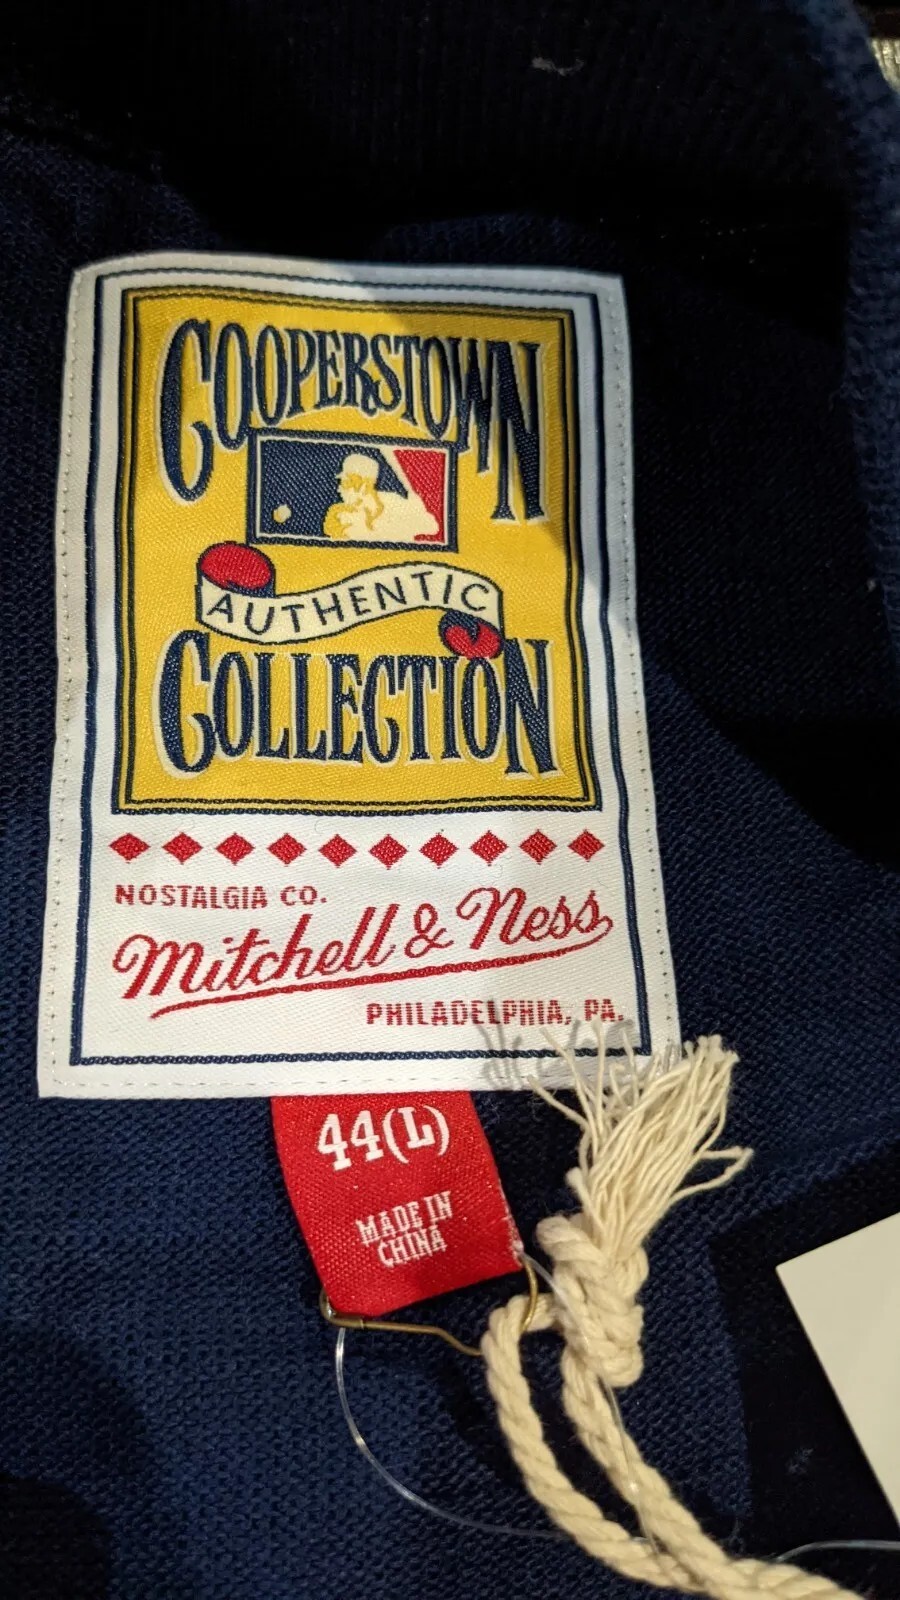 COOPERSTOWN
AUTHENTIC
COLLECTION
NOSTALGIA CO.
Mitchell & Ness
PHILADELPHIA, PA.
44(L)
MADE IN
CHINA